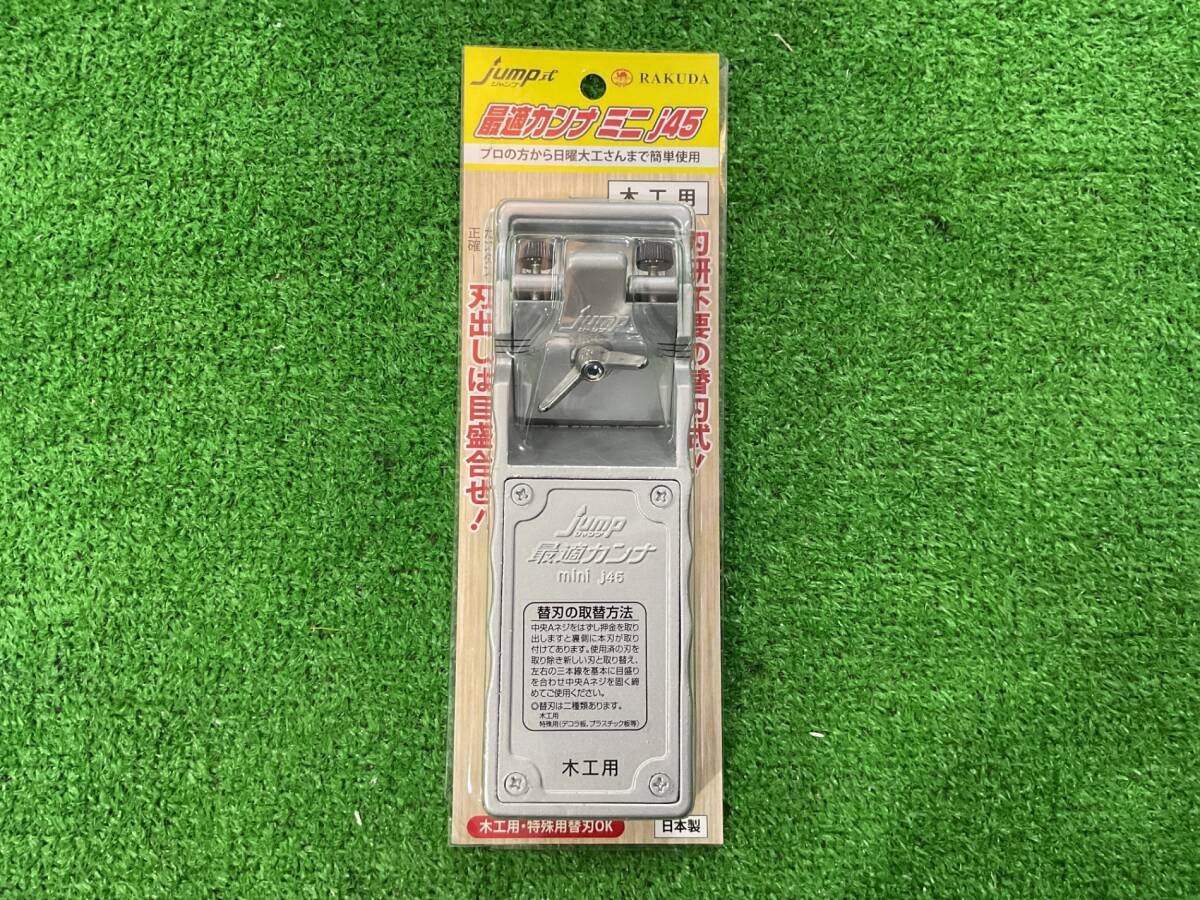 jump式
ジャンプ
RAKUDA
最適カンナ ミニ j45
プロの方から日曜大工さんまで簡単使用
木工用
刃研不要の替刃式!
正確
刃出しは目盛合せ!
jump
ジャンプ
jump
ジャンプ
最適カンナ
mini j45
替刃の取替方法
中央Aネジをはずし押金を取り
出しますと裏側に本刃が取り
付けてあります。使用済の刃を
取り除き新しい刃と取り替え、
左右の三本線を基本に目盛り
を合わせ中央Aネジを固く締
めてご使用ください。
◎替刃は二種類あります。
木工用
特殊用(デコラ板、プラスチック板等)
木工用
木工用・特殊用替刃OK
日本製